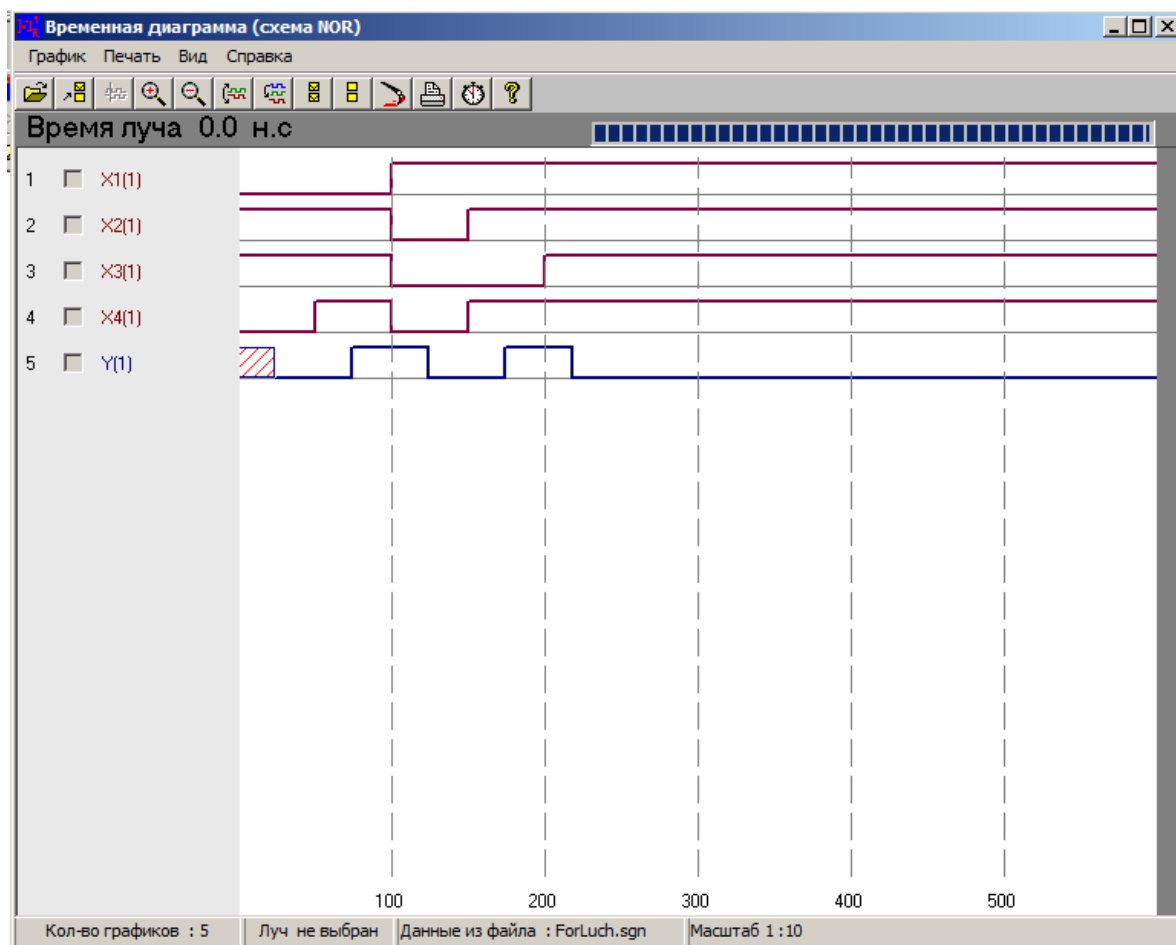 Временная диаграмма (схема NOR)
График Печать Вид Справка
Время луча 0.0 н.с
1 X1(1)
2 X2(1)
3 X3(1)
4 X4(1)
5 Y(1)
100 200 300 400 500
Кол-во графиков : 5 Луч не выбран Данные из файла : ForLuch.sgn Масштаб 1:10